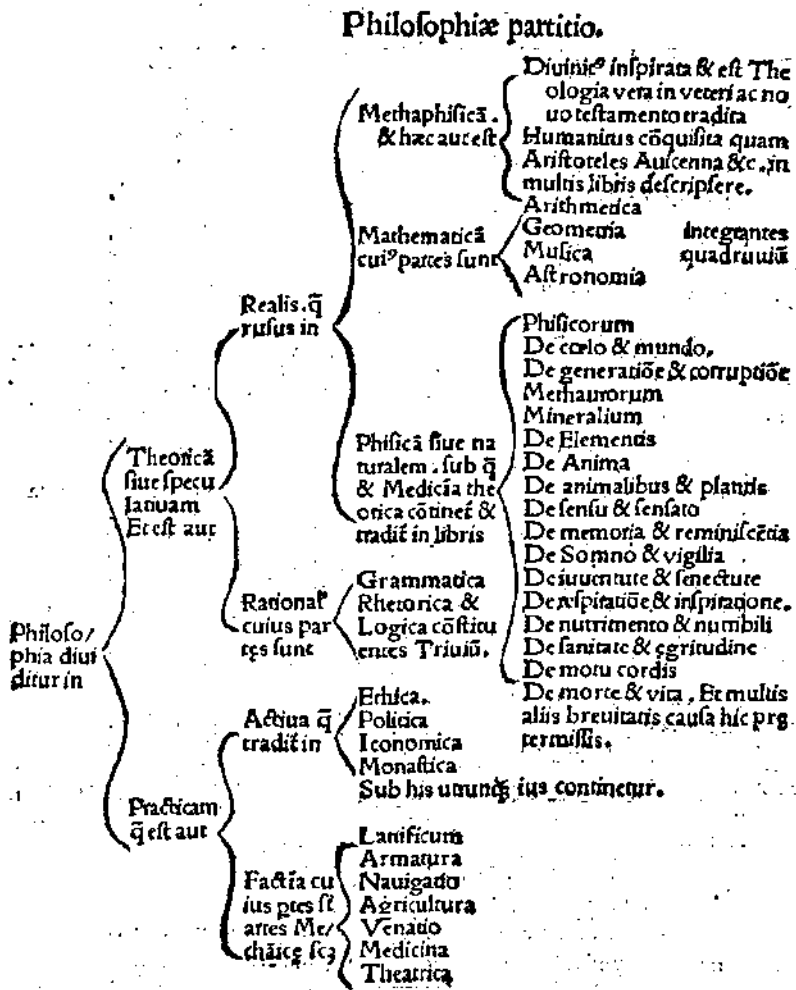 Philoſophiæ partitio.
Philoſo/
phia diui
ditur in
Theoricā
ſiue ſpecu
latiuam
Et eſt aut
Realis. q̄
ruſus in
Methaphiſicā.
& hæc aut eſt
Diuinitꝰ inſpirata & eſt The
ologia vera in veteri ac no
uo teſtamento tradita
Humanitus cōquiſita quam
Ariſtoteles Auicenna &c. in
multis libris deſcripſere.
Mathematicā
cuiꝰ partes ſunt
Arithmetica
Geometria
Muſica
Aſtronomia
Integrantes
quadruuiū
Phiſicā ſiue na
turalem. ſub q̄
& Medicīa the
orica cōtinet̄ &
tradit̄ in libris
Phiſicorum
De cœlo & mundo.
De generatiōe & corruptiōe
Methaurorum
Mineralium
De Elementis
De Anima
De animalibus & plantis
De ſenſu & ſenſato
De memoria & reminiſcētia
De Somno & vigilia
De iuuentute & ſenectute
De reſpiratiōe & inſpiratione.
De nutrimento & nutribili
De ſanitate & egritudine
De motu cordis
De morte & vita. Et multis
aliis breuitatis cauſa hic prę
termiſſis.
Rational᷑
cuius par
tes ſunt
Grammatica
Rhetorica &
Logica cōſtitu
entes Triuiū.
Practicam
q̄ eſt aut
Actiua q̄
tradit̄ in
Ethica.
Politica
Iconomica
Monaſtica
Sub his utrunq; ius continetur.
Factīa cu
ius ptes ſt̄
artes Me/
chāicę ſcꝫ
Lanificum
Armatura
Nauigatio
Agricultura
Venatio
Medicina
Theatrica